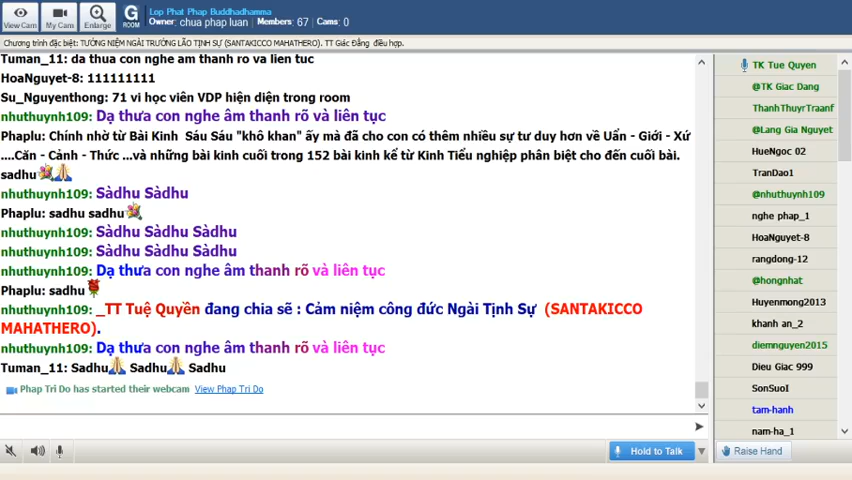 View Cam
My Cam
Enlarge
G ROOM
Lop Phat Phap Buddhadhamma
Owner: chua phap luan Members: 67 Cams: 0
Chương trình đặc biệt: TƯỞNG NIỆM NGÀI TRƯỞNG LÃO TỊNH SỰ (SANTAKICCO MAHATHERO). TT Giác Đẳng điều hợp.
Tuman_11: da thua con nghe am thanh ro va lien tuc
HoaNguyet-8: 111111111
Su_Nguyenthong: 71 vi học viên VDP hiện diện trong room
nhuthuynh109: Dạ thưa con nghe âm thanh rõ và liên tục
Phaplu: Chính nhờ từ Bài Kinh Sáu Sáu "khô khan" ấy mà đã cho con có thêm nhiều sự tư duy hơn về Uẩn - Giới - Xứ
....Căn - Cảnh - Thức ...và những bài kinh cuối trong 152 bài kinh kể từ Kinh Tiểu nghiệp phân biệt cho đến cuối bài.
sadhu
nhuthuynh109: Sàdhu Sàdhu
Phaplu: sadhu sadhu
nhuthuynh109: Sàdhu Sàdhu Sàdhu
nhuthuynh109: Sàdhu Sàdhu Sàdhu
nhuthuynh109: Dạ thưa con nghe âm thanh rõ và liên tục
Phaplu: sadhu
nhuthuynh109: _TT Tuệ Quyền đang chia sẽ : Cảm niệm công đức Ngài Tịnh Sự (SANTAKICCO
MAHATHERO).
nhuthuynh109: Dạ thưa con nghe âm thanh rõ và liên tục
Tuman_11: Sadhu Sadhu Sadhu
Phap Tri Do has started their webcam View Phap Tri Do
Hold to Talk
TK Tue Quyen
@TK Giac Dang
ThanhThuyrTraanf
@Lang Gia Nguyet
HueNgoc 02
TranDao1
@nhuthuynh109
nghe phap_1
HoaNguyet-8
rangdong-12
@hongnhat
Huyenmong2013
khanh an_2
diemnguyen2015
Dieu Giac 999
SonSuoI
tam-hanh
nam-ha_1
Raise Hand